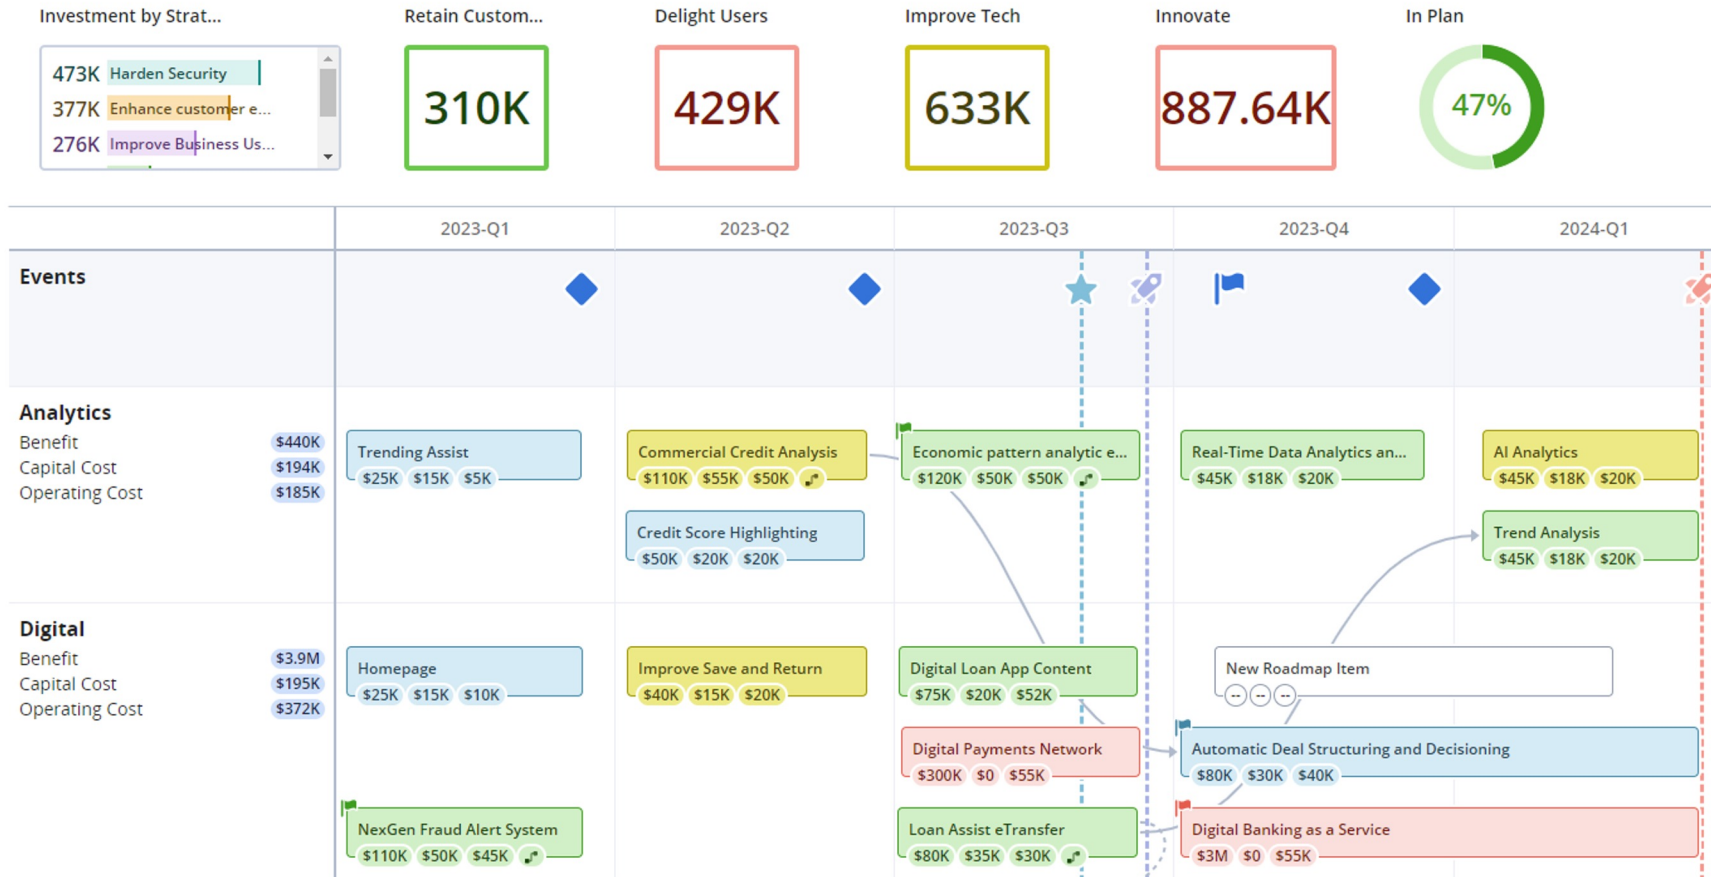 Investment by Strat...
Retain Custom...
Delight Users
Improve Tech
Innovate
In Plan
473K Harden Security
377K Enhance customer e...
276K Improve Business Us...
310K
429K
633K
887.64K
47%
2023-Q1
2023-Q2
2023-Q3
2023-Q4
2024-Q1
Events
Analytics
Benefit $440K
Capital Cost $194K
Operating Cost $185K
Trending Assist
$25K $15K $5K
Commercial Credit Analysis
$110K $55K $50K
Economic pattern analytic e...
$120K $50K $50K
Real-Time Data Analytics an...
$45K $18K $20K
AI Analytics
$45K $18K $20K
Credit Score Highlighting
$50K $20K $20K
Trend Analysis
$45K $18K $20K
Digital
Benefit $3.9M
Capital Cost $195K
Operating Cost $372K
Homepage
$25K $15K $10K
Improve Save and Return
$40K $15K $20K
Digital Loan App Content
$75K $20K $52K
New Roadmap Item
-- -- --
Digital Payments Network
$300K $0 $55K
Automatic Deal Structuring and Decisioning
$80K $30K $40K
NexGen Fraud Alert System
$110K $50K $45K
Loan Assist eTransfer
$80K $35K $30K
Digital Banking as a Service
$3M $0 $55K